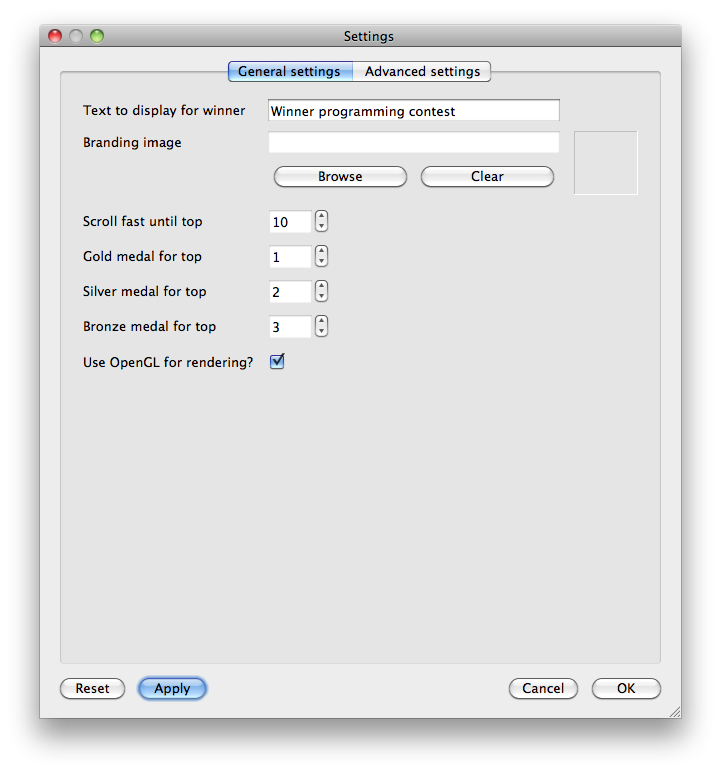 Settings
General settings Advanced settings
Text to display for winner Winner programming contest
Branding image
Browse Clear
Scroll fast until top 10
Gold medal for top 1
Silver medal for top 2
Bronze medal for top 3
Use OpenGL for rendering?
Reset Apply Cancel OK